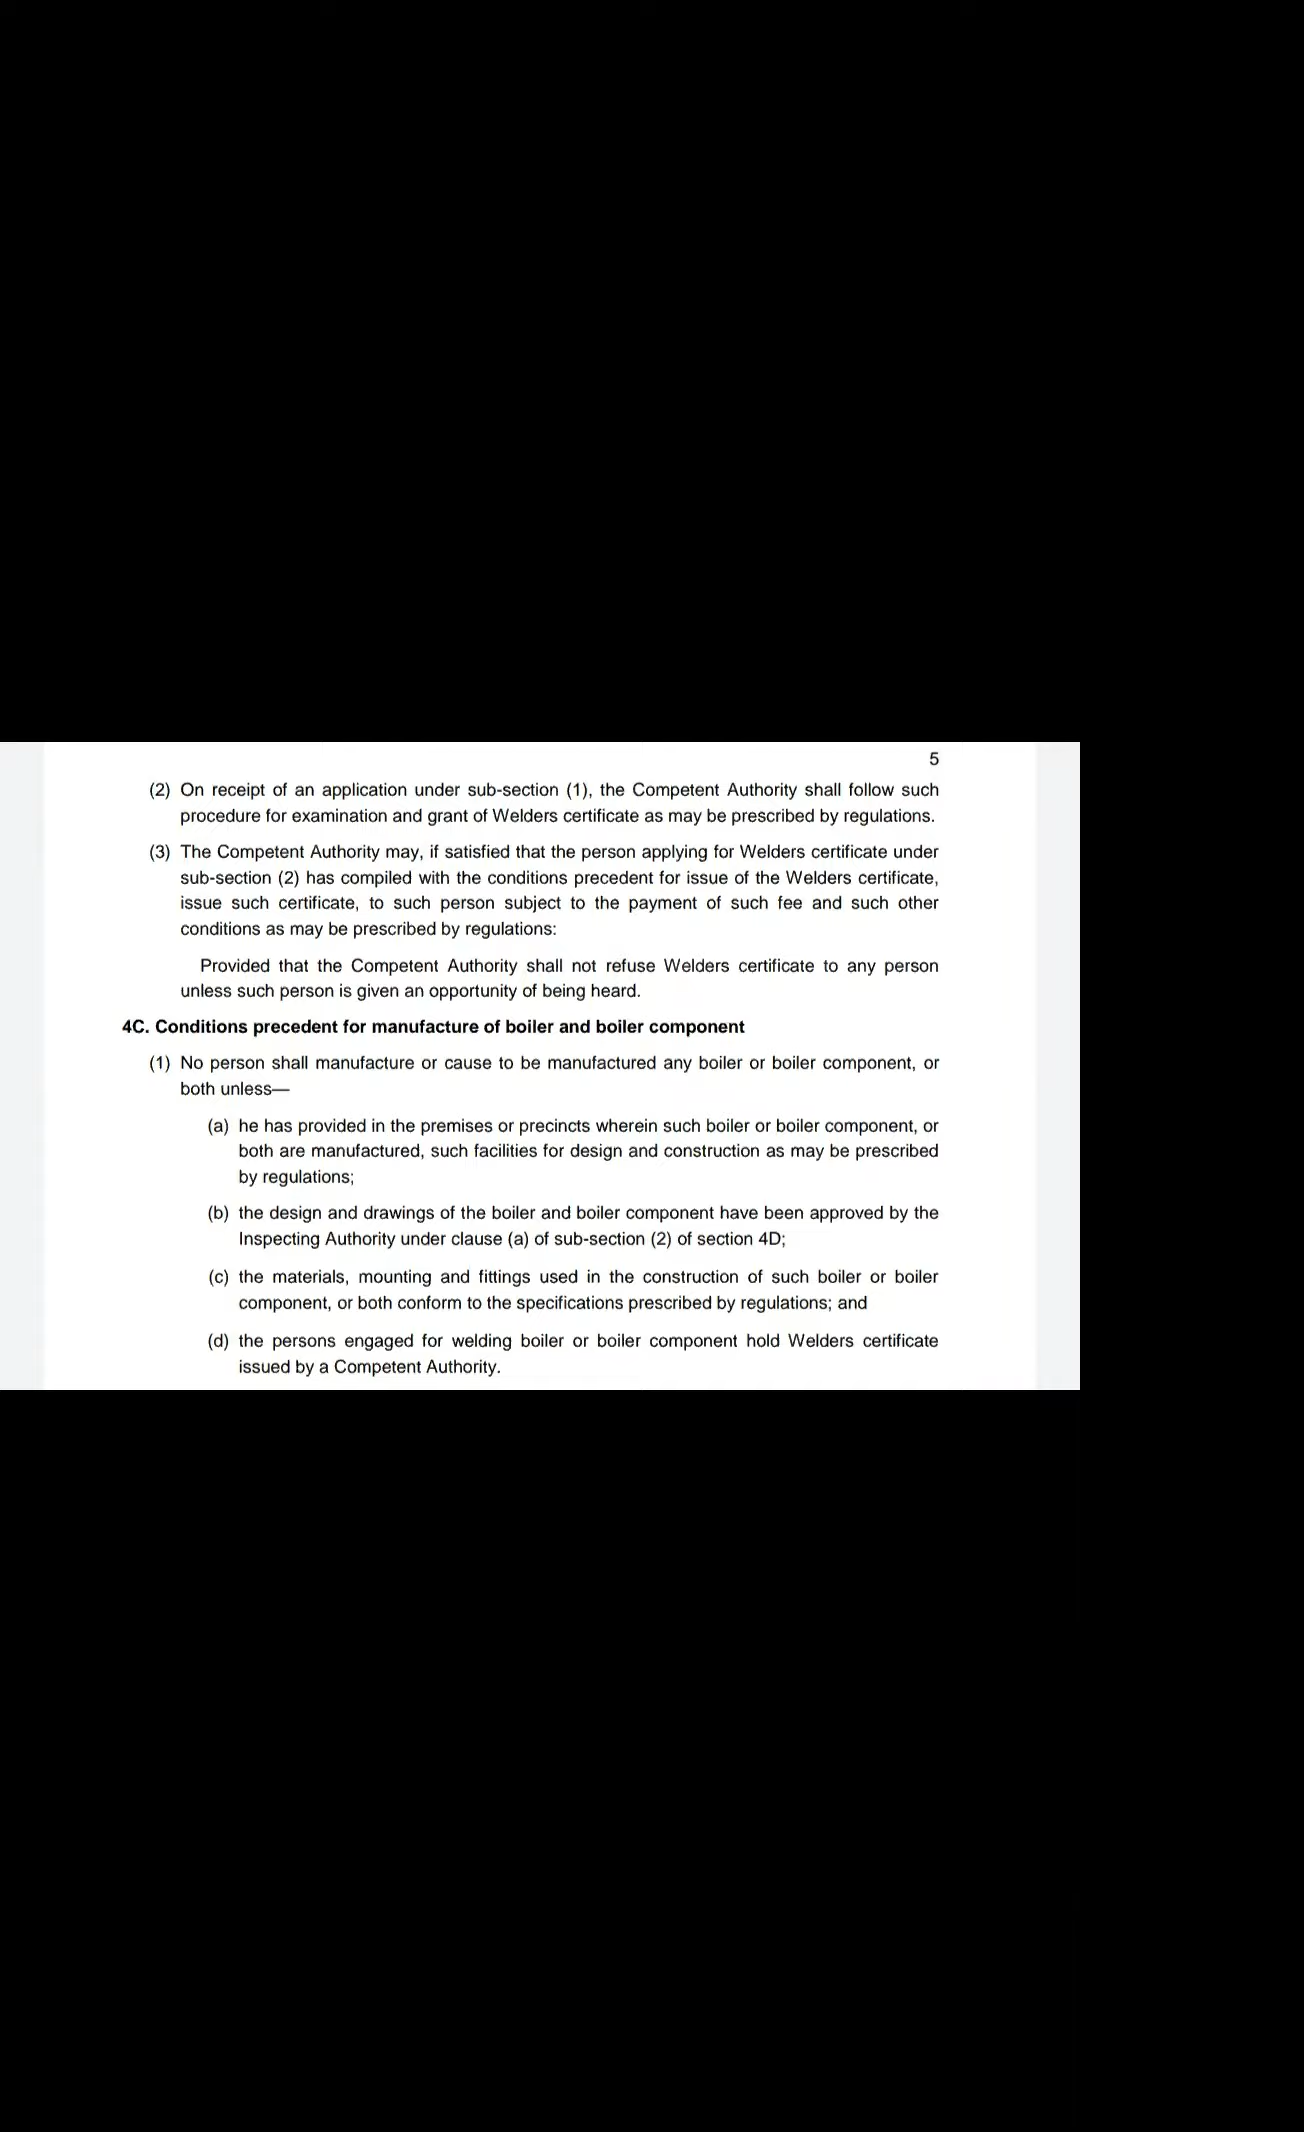 5
(2) On receipt of an application under sub-section (1), the Competent Authority shall follow such
procedure for examination and grant of Welders certificate as may be prescribed by regulations.
(3) The Competent Authority may, if satisfied that the person applying for Welders certificate under
sub-section (2) has compiled with the conditions precedent for issue of the Welders certificate,
issue such certificate, to such person subject to the payment of such fee and such other
conditions as may be prescribed by regulations:
Provided that the Competent Authority shall not refuse Welders certificate to any person
unless such person is given an opportunity of being heard.
4C. Conditions precedent for manufacture of boiler and boiler component
(1) No person shall manufacture or cause to be manufactured any boiler or boiler component, or
both unless—
(a) he has provided in the premises or precincts wherein such boiler or boiler component, or
both are manufactured, such facilities for design and construction as may be prescribed
by regulations;
(b) the design and drawings of the boiler and boiler component have been approved by the
Inspecting Authority under clause (a) of sub-section (2) of section 4D;
(c) the materials, mounting and fittings used in the construction of such boiler or boiler
component, or both conform to the specifications prescribed by regulations; and
(d) the persons engaged for welding boiler or boiler component hold Welders certificate
issued by a Competent Authority.